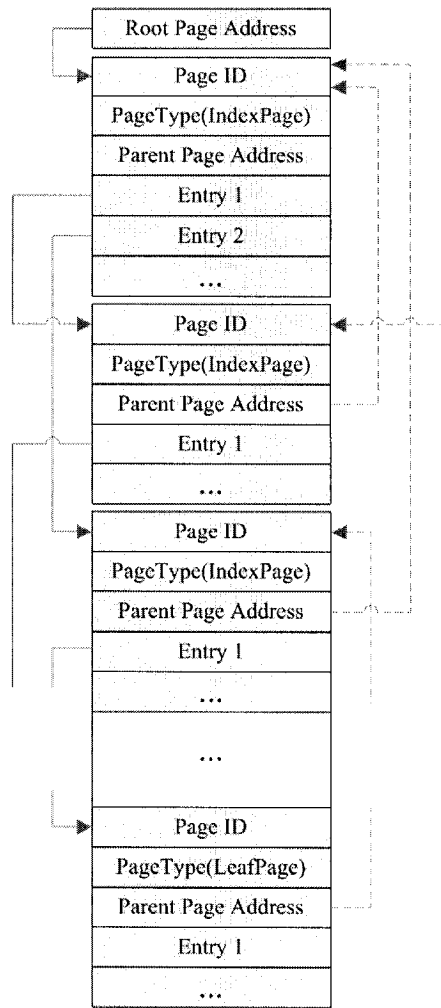 Root Page Address
Page ID
PageType(IndexPage)
Parent Page Address
Entry 1
Entry 2
...
Page ID
PageType(IndexPage)
Parent Page Address
Entry 1
...
Page ID
PageType(IndexPage)
Parent Page Address
Entry 1
...
...
Page ID
PageType(LeafPage)
Parent Page Address
Entry 1
...